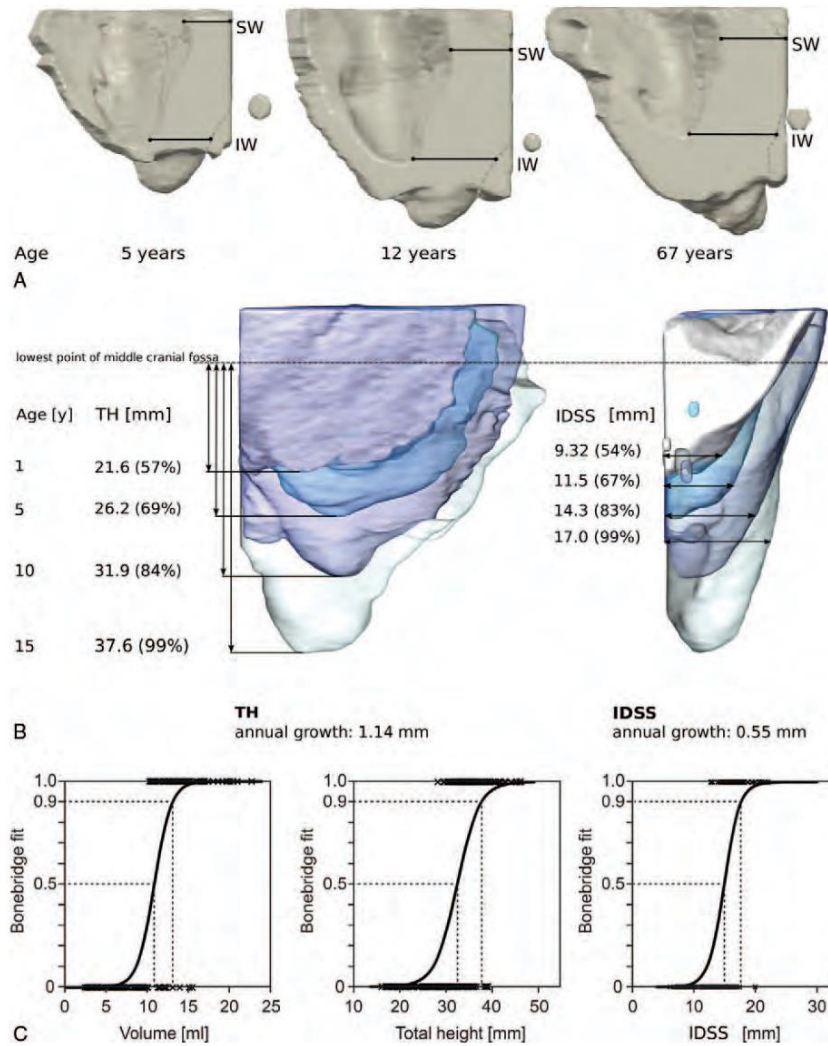 SW SW SW
IW IW IW
Age 5 years 12 years 67 years
A
lowest point of middle cranial fossa
Age [y] TH [mm] IDSS [mm]
1 21.6 (57%) 9.32 (54%)
5 26.2 (69%) 11.5 (67%)
10 31.9 (84%) 14.3 (83%)
15 37.6 (99%) 17.0 (99%)
B
TH IDSS
annual growth: 1.14 mm annual growth: 0.55 mm
Bonebridge fit
1.0
0.9
0.5
0
0 5 10 15 20 25
Volume [ml]
Bonebridge fit
1.0
0.9
0.5
0
10 20 30 40 50
Total height [mm]
Bonebridge fit
1.0
0.9
0.5
0
0 10 20 30
IDSS [mm]
C